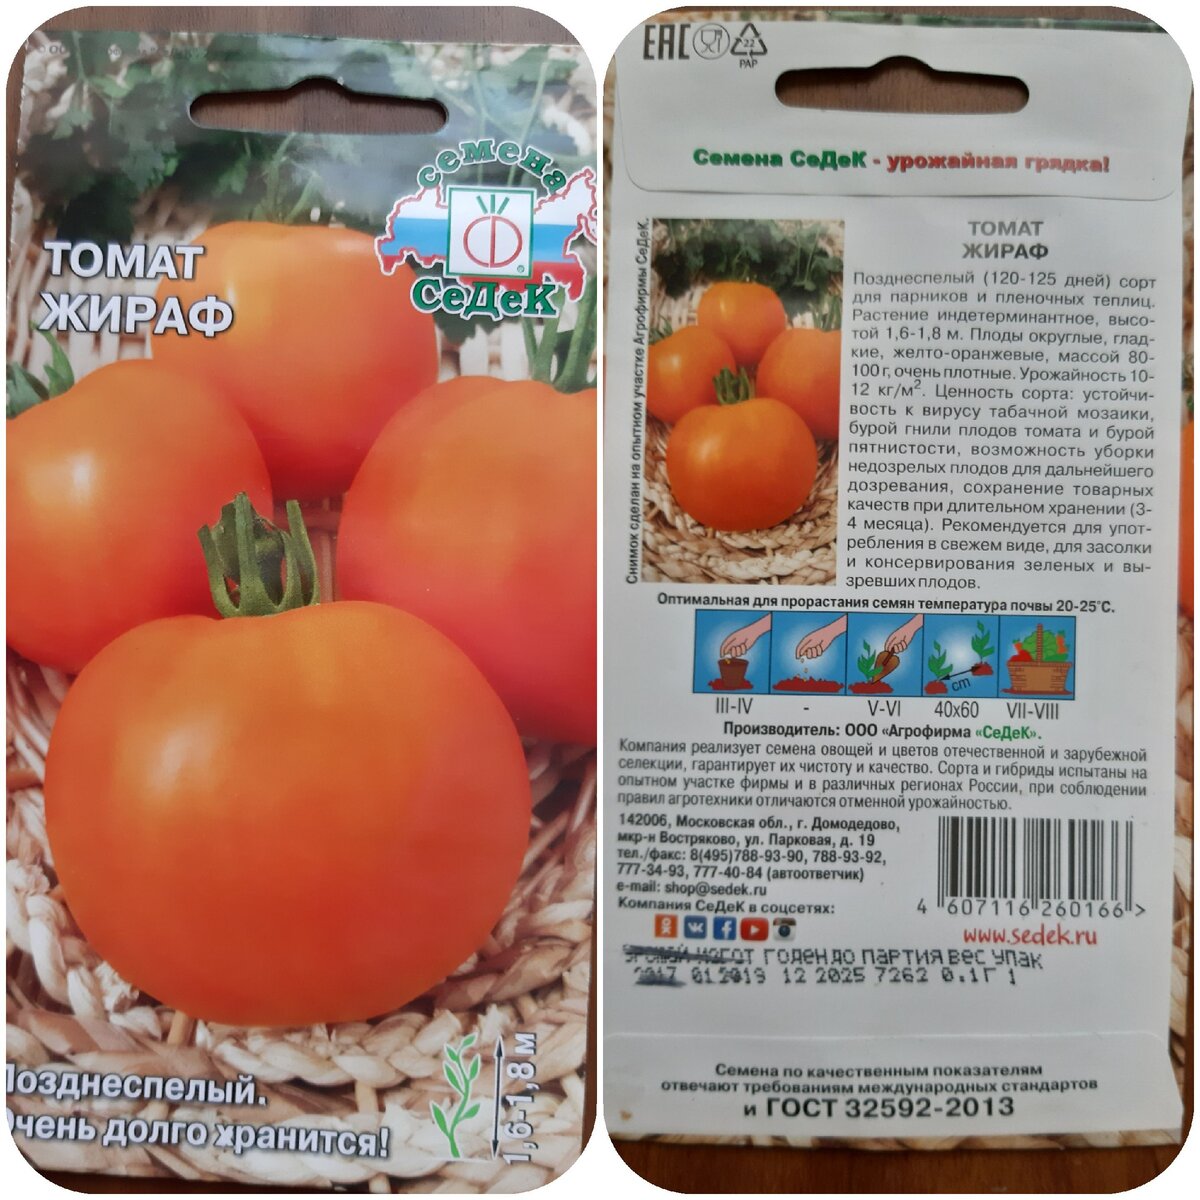 семена
СеДеК
ТОМАТ
ЖИРАФ
Позднеспелый.
Очень долго хранится!
1,6-1,8 м
EAC
22
PAP
Семена СеДеК - урожайная грядка!
Снимок сделан на опытном участке Агрофирмы СеДеК.
ТОМАТ
ЖИРАФ
Позднеспелый (120-125 дней) сорт
для парников и пленочных теплиц.
Растение индетерминантное, высо-
той 1,6-1,8 м. Плоды округлые, глад-
кие, желто-оранжевые, массой 80-
100 г, очень плотные. Урожайность 10-
12 кг/м². Ценность сорта: устойчи-
вость к вирусу табачной мозаики,
бурой гнили плодов томата и бурой
пятнистости, возможность уборки
недозрелых плодов для дальнейшего
дозревания, сохранение товарных
качеств при длительном хранении (3-
4 месяца). Рекомендуется для упот-
ребления в свежем виде, для засолки
и консервирования зеленых и вы-
зревших плодов.
Оптимальная для прорастания семян температура почвы 20-25°С.
cm
III-IV - V-VI 40x60 VII-VIII
Производитель: ООО «Агрофирма «СеДеК».
Компания реализует семена овощей и цветов отечественной и зарубежной
селекции, гарантирует их чистоту и качество. Сорта и гибриды испытаны на
опытном участке фирмы и в различных регионах России, при соблюдении
правил агротехники отличаются отменной урожайностью.
142006, Московская обл., г. Домодедово,
мкр-н Востряково, ул. Парковая, д. 19
тел./факс: 8(495)788-93-90, 788-93-92,
777-34-93, 777-40-84 (автоответчик)
e-mail: shop@sedek.ru
Компания СеДеК в соцсетях:
4 607116 260166 >
www.sedek.ru
ГОДЕН ДО ПАРТИЯ ВЕС УПАК
2017 01 2019 12 2025 7262 0.1Г 1
Семена по качественным показателям
отвечают требованиям международных стандартов
и ГОСТ 32592-2013